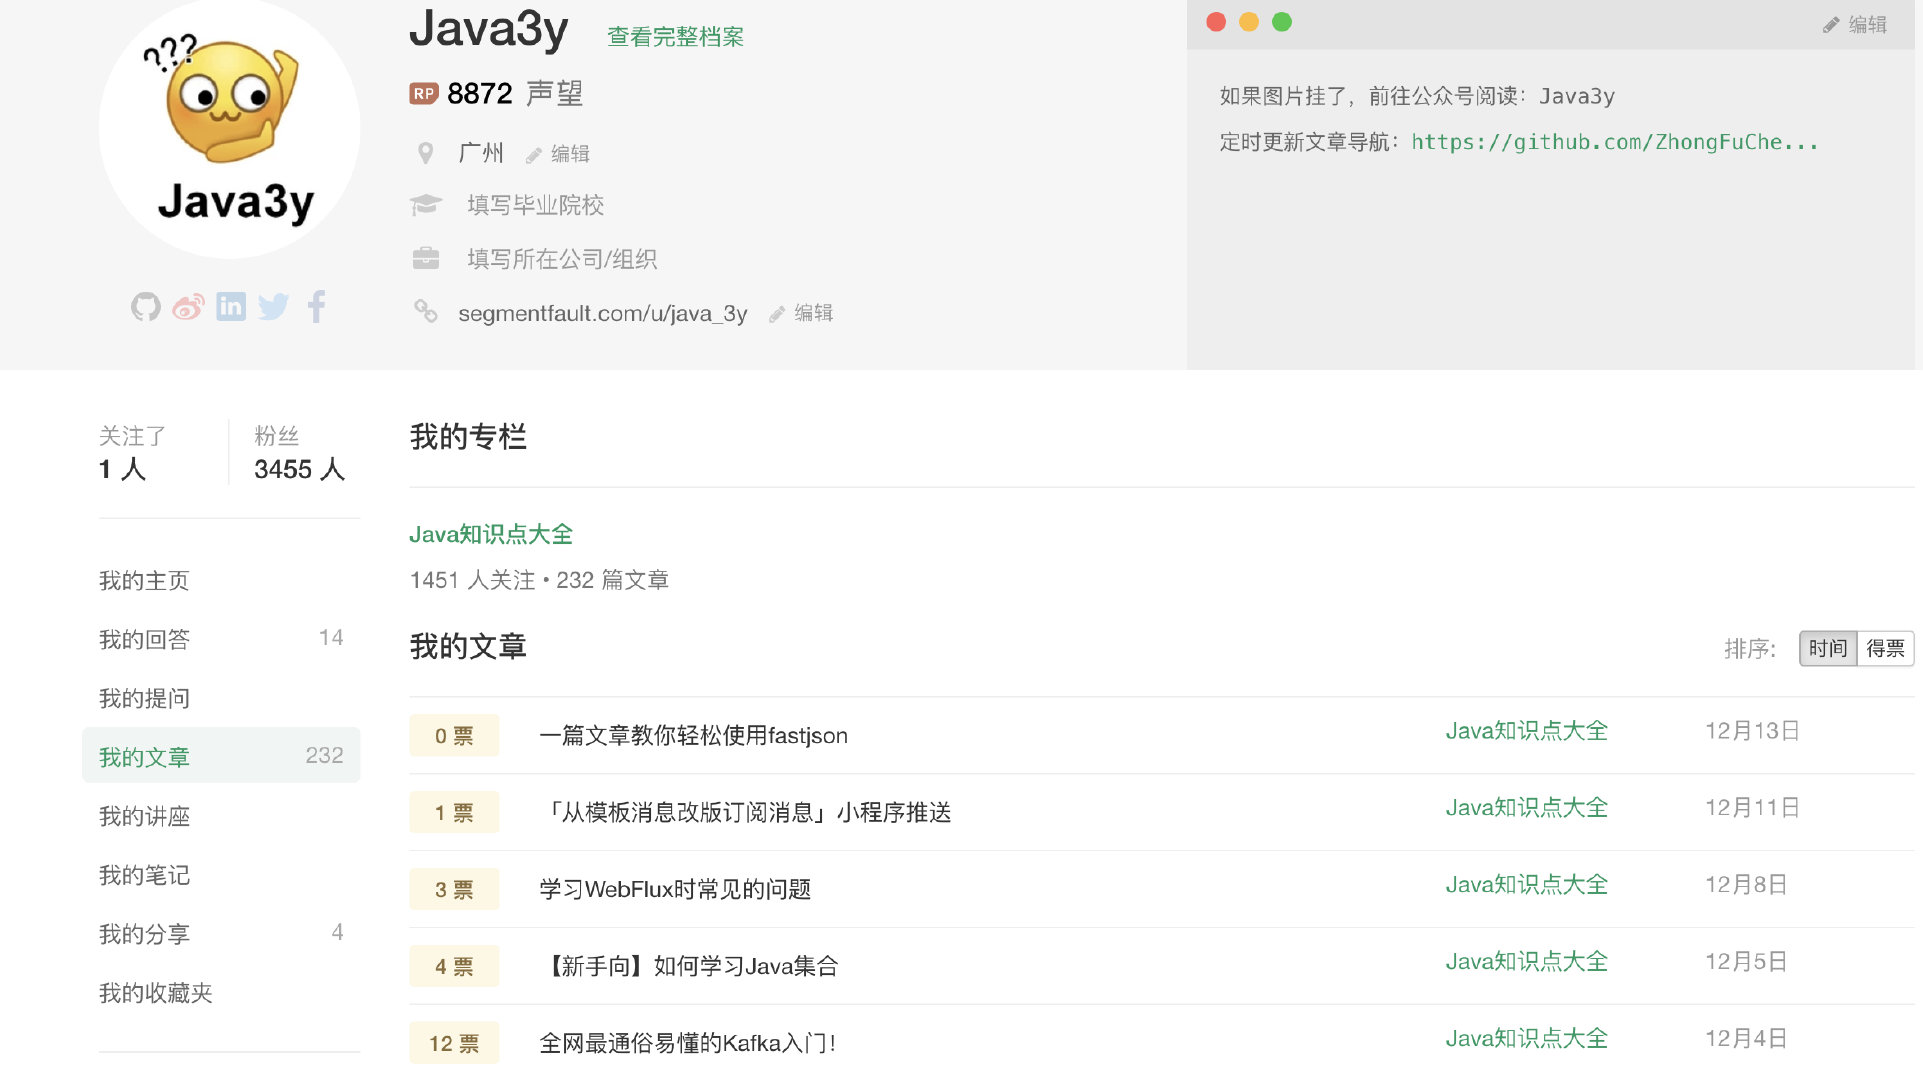 ???
Java3y
Java3y 查看完整档案
RP 8872 声望
广州 编辑
填写毕业院校
填写所在公司/组织
segmentfault.com/u/java_3y 编辑
编辑
如果图片挂了，前往公众号阅读：Java3y
定时更新文章导航：https://github.com/ZhongFuChe...
关注了
1 人
粉丝
3455 人
我的主页
我的回答 14
我的提问
我的文章 232
我的讲座
我的笔记
我的分享 4
我的收藏夹
我的专栏
Java知识点大全
1451 人关注 • 232 篇文章
我的文章 排序: 时间 得票
0 票 一篇文章教你轻松使用fastjson Java知识点大全 12月13日
1 票 「从模板消息改版订阅消息」小程序推送 Java知识点大全 12月11日
3 票 学习WebFlux时常见的问题 Java知识点大全 12月8日
4 票 【新手向】如何学习Java集合 Java知识点大全 12月5日
12 票 全网最通俗易懂的Kafka入门！ Java知识点大全 12月4日